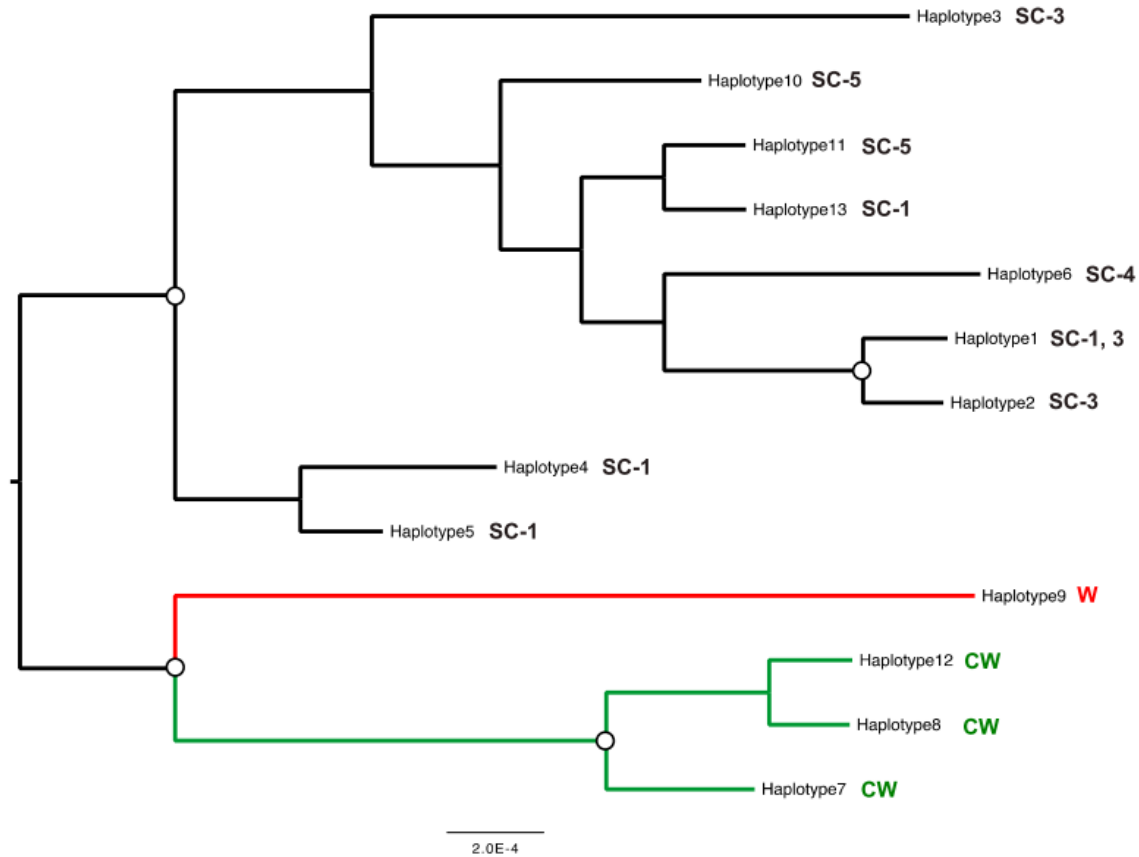 Haplotype3 SC-3
Haplotype10 SC-5
Haplotype11 SC-5
Haplotype13 SC-1
Haplotype6 SC-4
Haplotype1 SC-1, 3
Haplotype2 SC-3
Haplotype4 SC-1
Haplotype5 SC-1
Haplotype9 W
Haplotype12 CW
Haplotype8 CW
Haplotype7 CW
2.0E-4